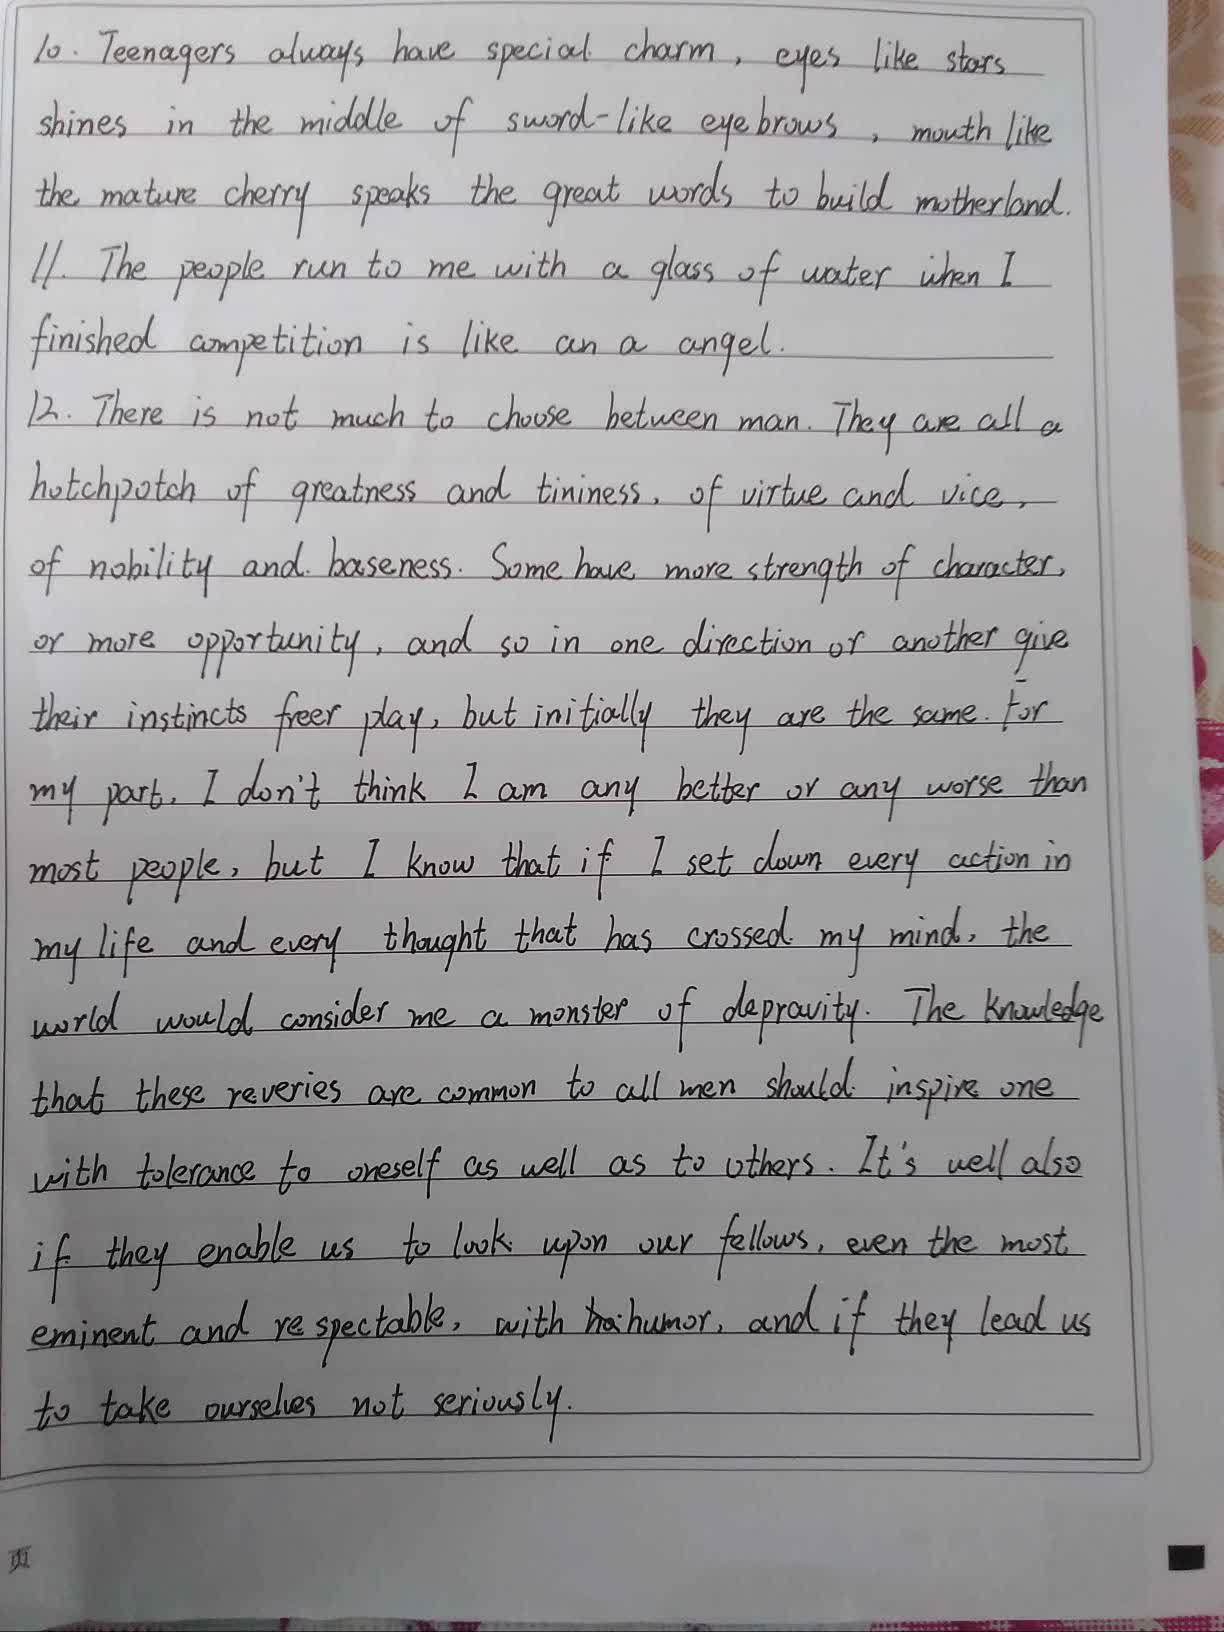 10. Teenagers always have special charm, eyes like stars
shines in the middle of sword-like eyebrows, mouth like
the mature cherry speaks the great words to build motherland.
11. The people run to me with a glass of water when I
finished competition is like an a angel.
12. There is not much to choose between man. They are all a
hotchpotch of greatness and tininess, of virtue and vice,
of nobility and baseness. Some have more strength of character,
or more opportunity, and so in one direction or another give
their instincts freer play, but initially they are the same. For
my part, I don't think I am any better or any worse than
most people, but I know that if I set down every action in
my life and every thought that has crossed my mind, the
world would consider me a monster of depravity. The knowledge
that these reveries are common to all men should inspire one
with tolerance to oneself as well as to others. It's well also
if they enable us to look upon our fellows, even the most
eminent and respectable, with humor, and if they lead us
to take ourselves not seriously.
页